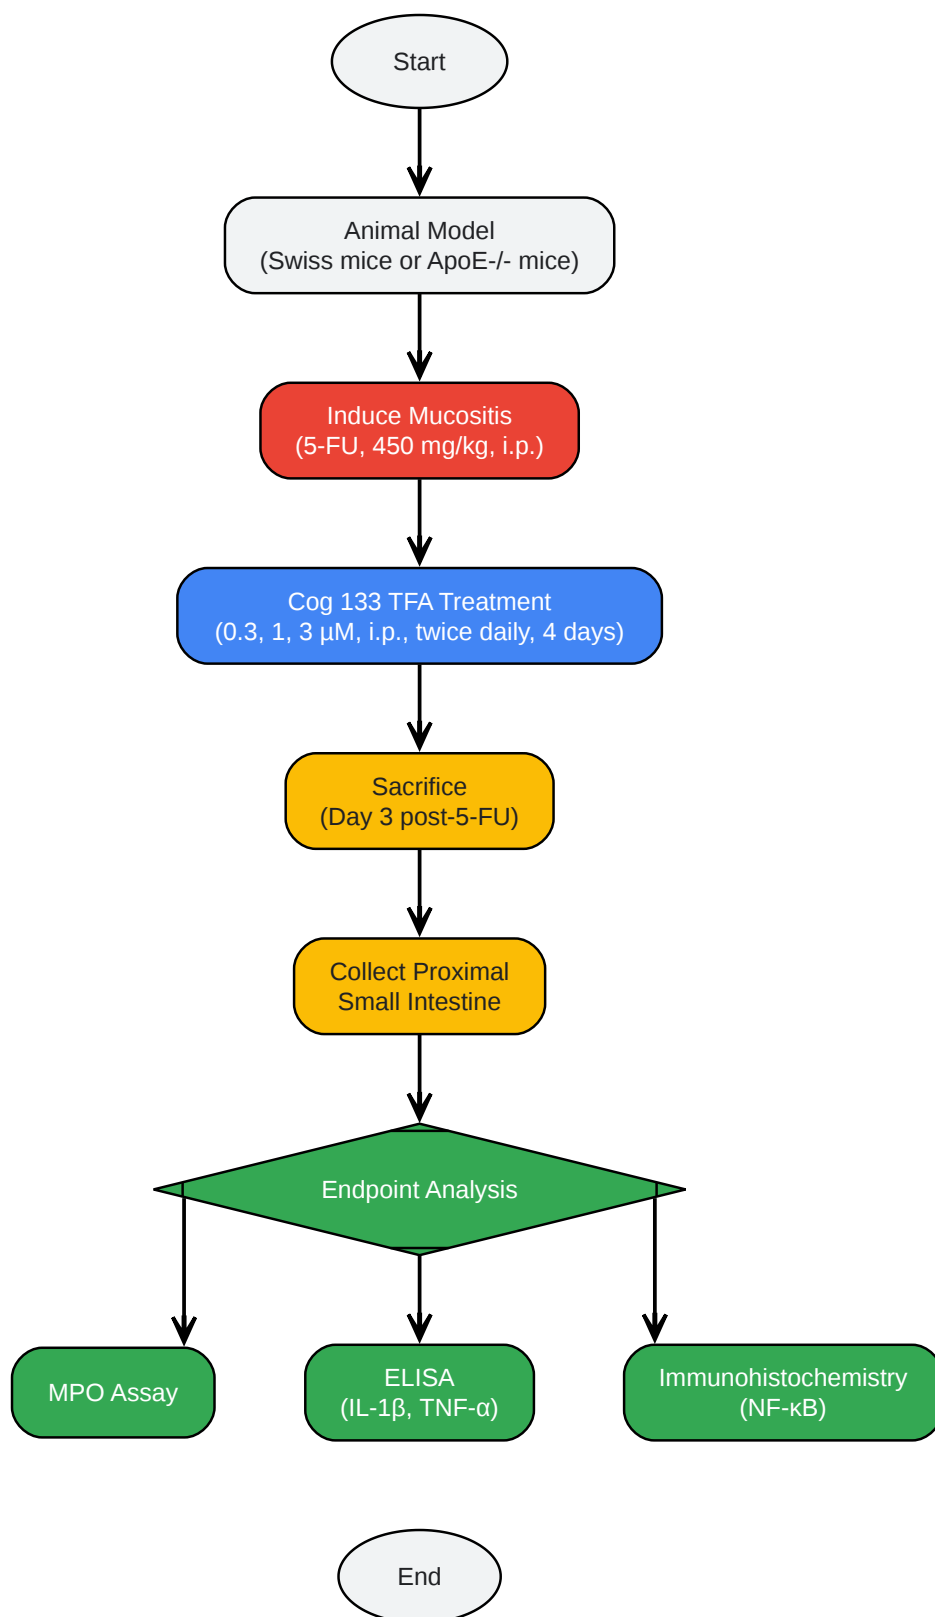 Start
Animal Model
(Swiss mice or ApoE-/- mice)
Induce Mucositis
(5-FU, 450 mg/kg, i.p.)
Cog 133 TFA Treatment
(0.3, 1, 3 µM, i.p., twice daily, 4 days)
Sacrifice
(Day 3 post-5-FU)
Collect Proximal
Small Intestine
Endpoint Analysis
MPO Assay
ELISA
(IL-1β, TNF-α)
Immunohistochemistry
(NF-κB)
End